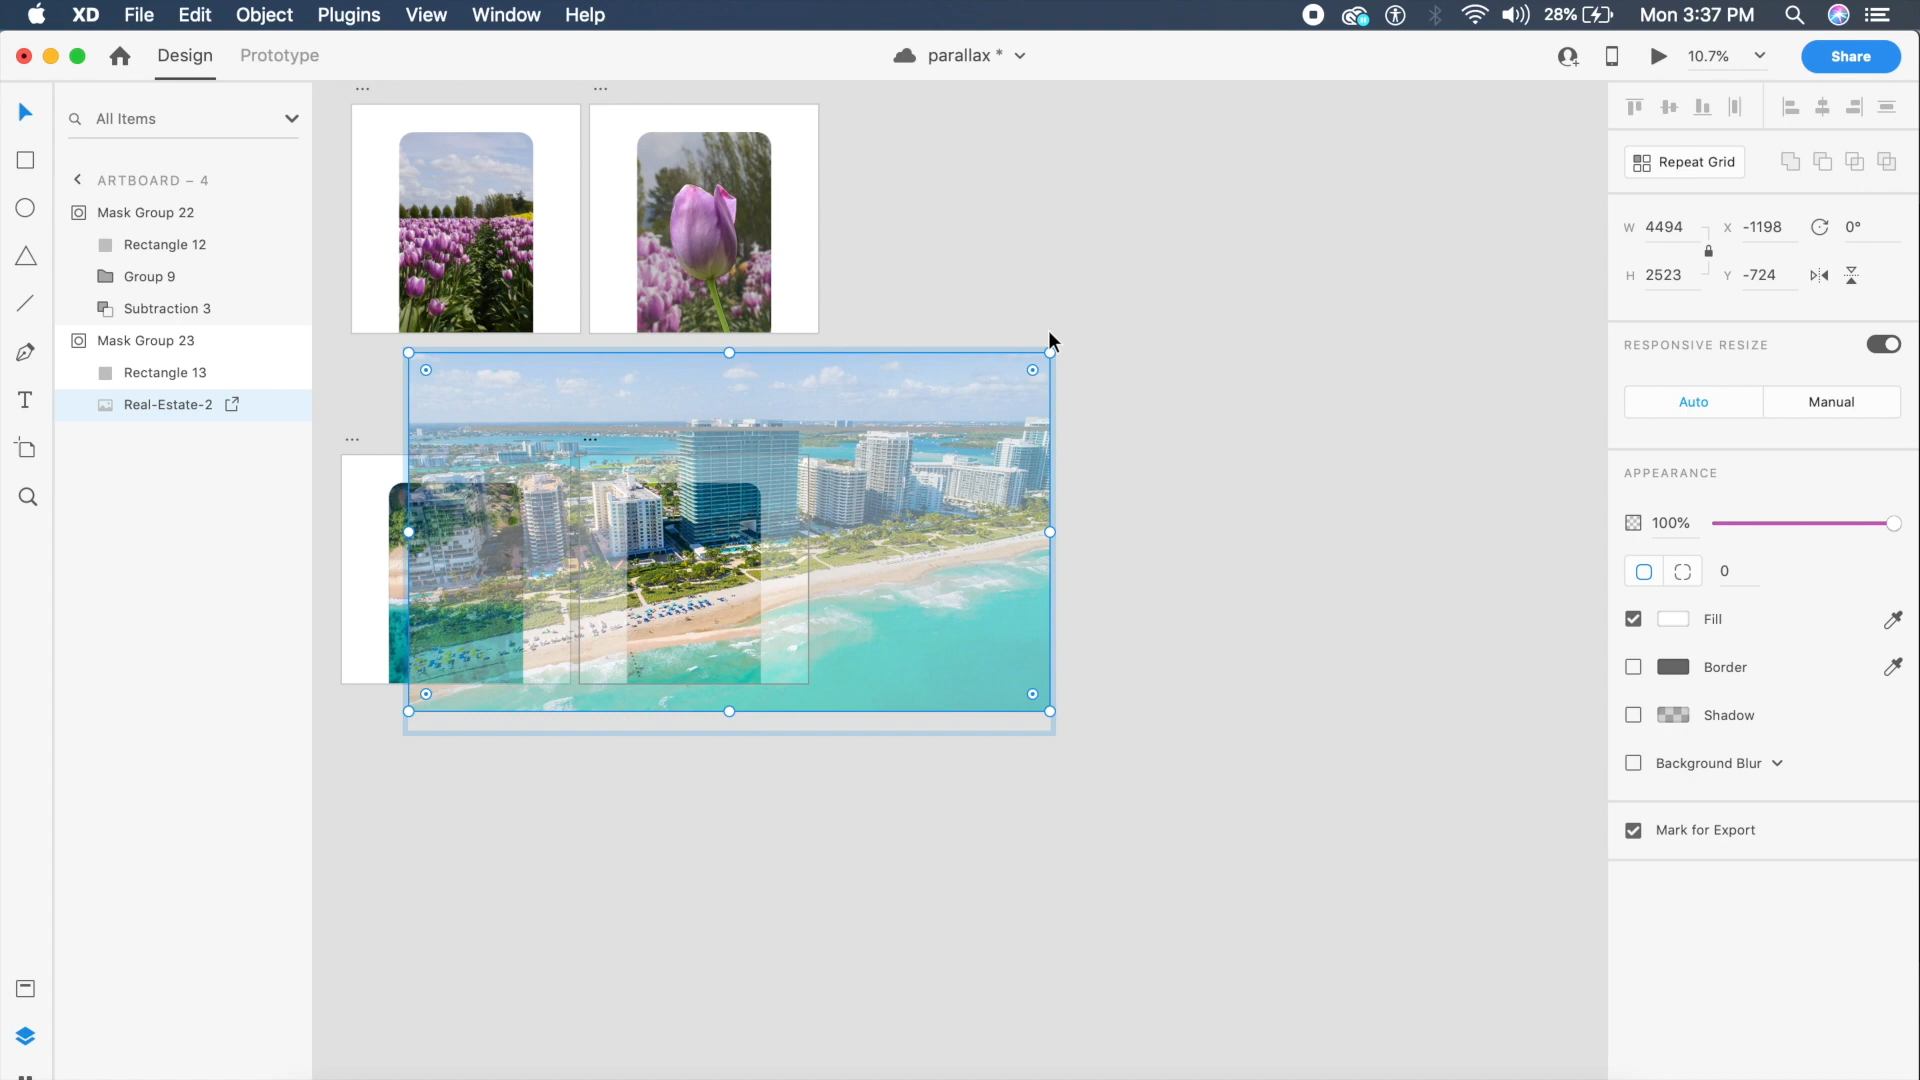 XD File Edit Object Plugins View Window Help 28% Mon 3:37 PM
Design Prototype parallax * 10.7% Share
All Items
ARTBOARD – 4
Mask Group 22
Rectangle 12
Group 9
Subtraction 3
Mask Group 23
Rectangle 13
Real-Estate-2
Repeat Grid
W 4494 X -1198 0°
H 2523 Y -724
RESPONSIVE RESIZE
Auto Manual
APPEARANCE
100%
0
Fill
Border
Shadow
Background Blur
Mark for Export